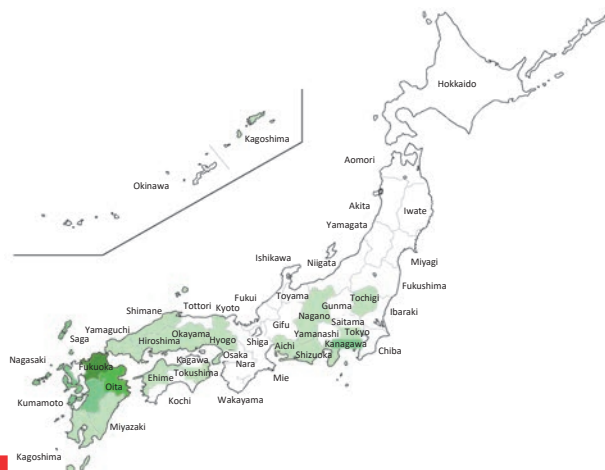 Hokkaido
Kagoshima
Aomori
Okinawa
Akita
Iwate
Yamagata
Ishikawa
Niigata
Miyagi
Toyama
Fukushima
Fukui
Tochigi
Tottori
Kyoto
Gunma
Shimane
Nagano
Ibaraki
Saitama
Gifu
Yamaguchi
Okayama
Yamanashi
Tokyo
Saga
Hiroshima
Hyogo
Shiga
Aichi
Kanagawa
Shizuoka
Chiba
Nagasaki
Kagawa
Osaka
Nara
Fukuoka
Tokushima
Mie
Ehime
Oita
Kumamoto
Kochi
Wakayama
Miyazaki
Kagoshima